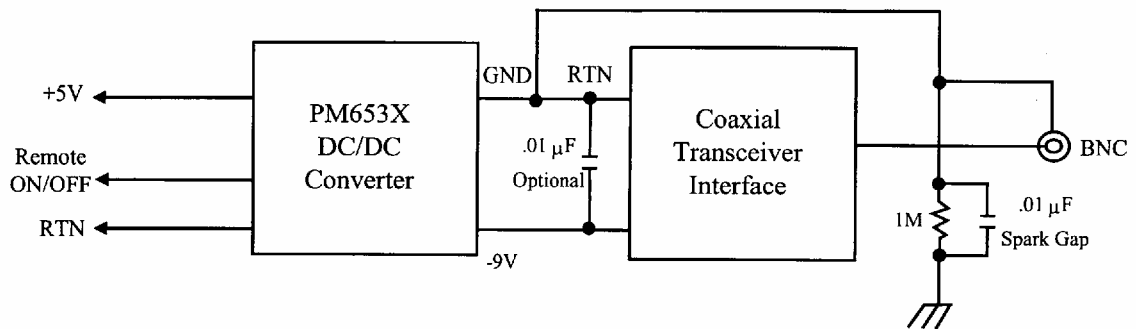 +5V
Remote
ON/OFF
RTN
PM653X
DC/DC
Converter
GND
RTN
.01 μF
Optional
-9V
Coaxial
Transceiver
Interface
BNC
1M
.01 μF
Spark Gap